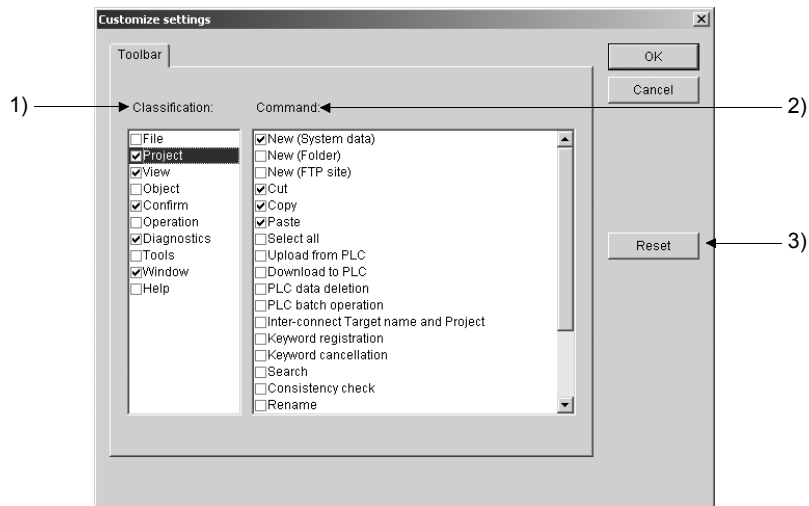 Customize settings
Toolbar
OK
Cancel
1)
Classification:
Command:
2)
File
Project
View
Object
Confirm
Operation
Diagnostics
Tools
Window
Help
New (System data)
New (Folder)
New (FTP site)
Cut
Copy
Paste
Select all
Upload from PLC
Download to PLC
PLC data deletion
PLC batch operation
Inter-connect Target name and Project
Keyword registration
Keyword cancellation
Search
Consistency check
Rename
Reset
3)